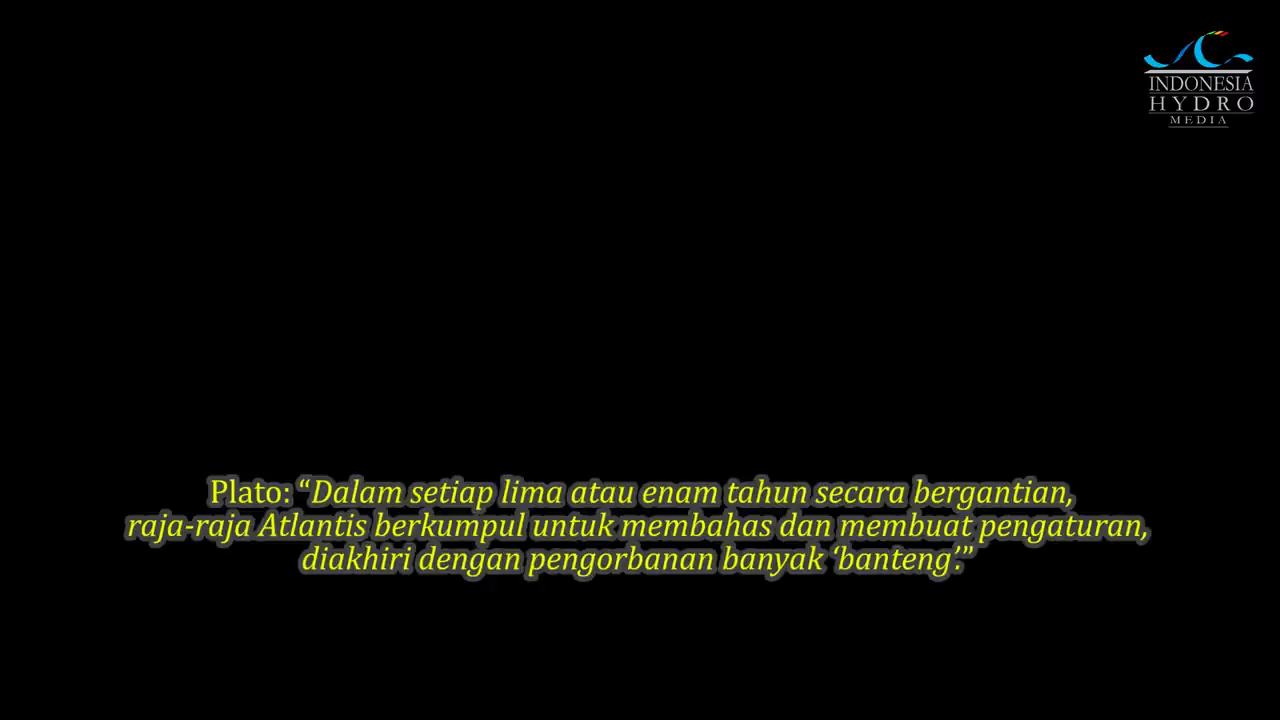 INDONESIA
HYDRO
MEDIA
Plato: “Dalam setiap lima atau enam tahun secara bergantian,
raja-raja Atlantis berkumpul untuk membahas dan membuat pengaturan,
diakhiri dengan pengorbanan banyak ‘banteng’.”